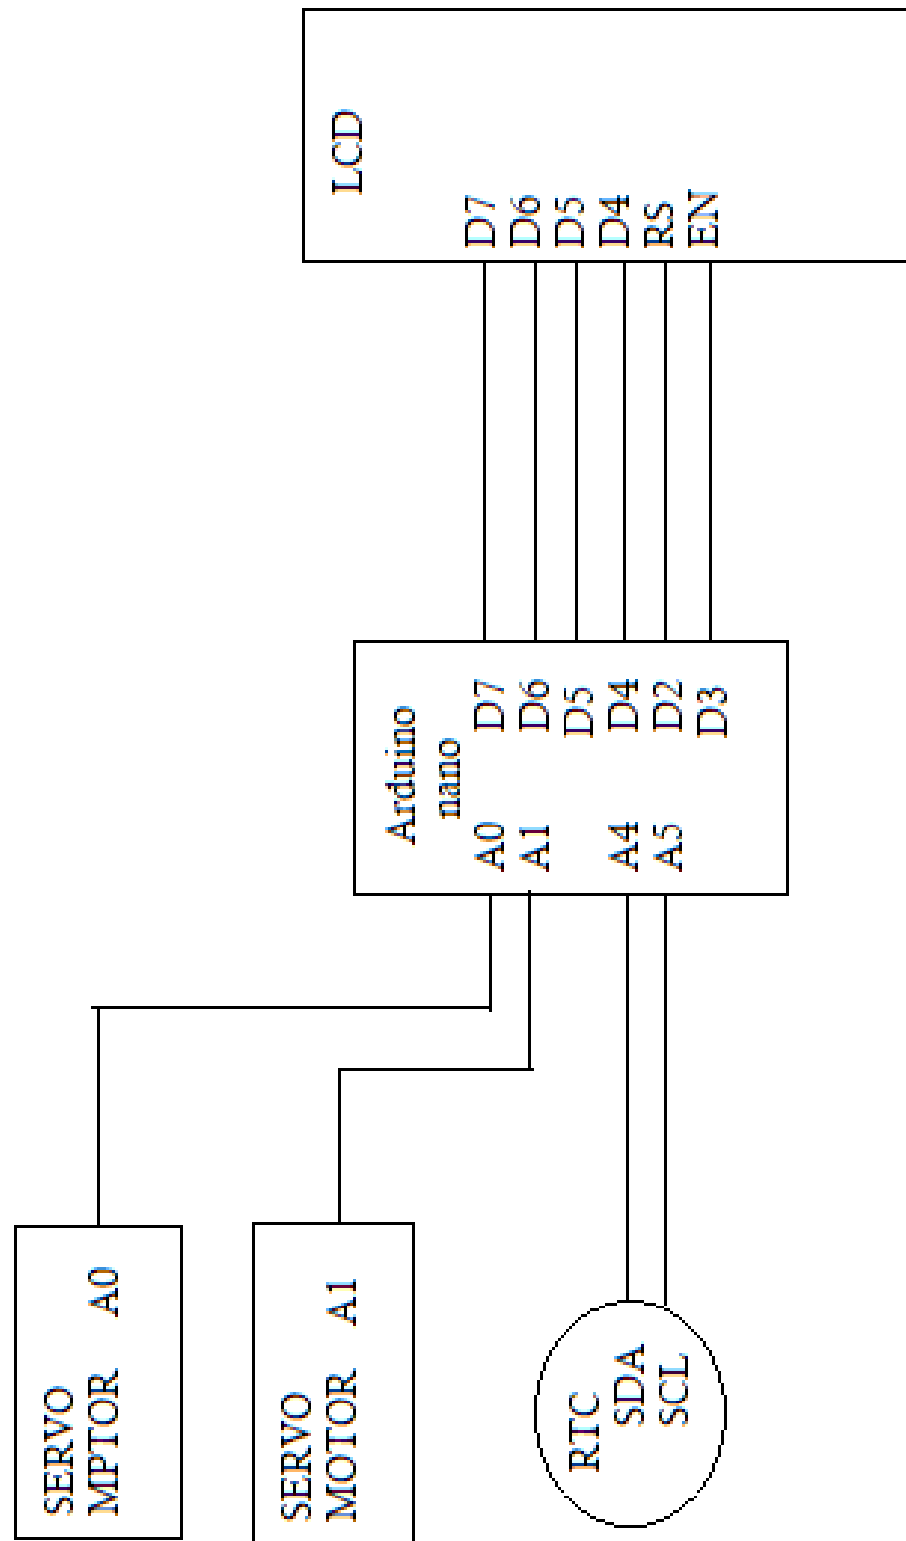 SERVO
MPTOR A0
SERVO
MOTOR A1
RTC
SDA
SCL
Arduino
nano
A0 D7
A1 D6
D5
A4 D4
A5 D2
D3
LCD
D7
D6
D5
D4
RS
EN